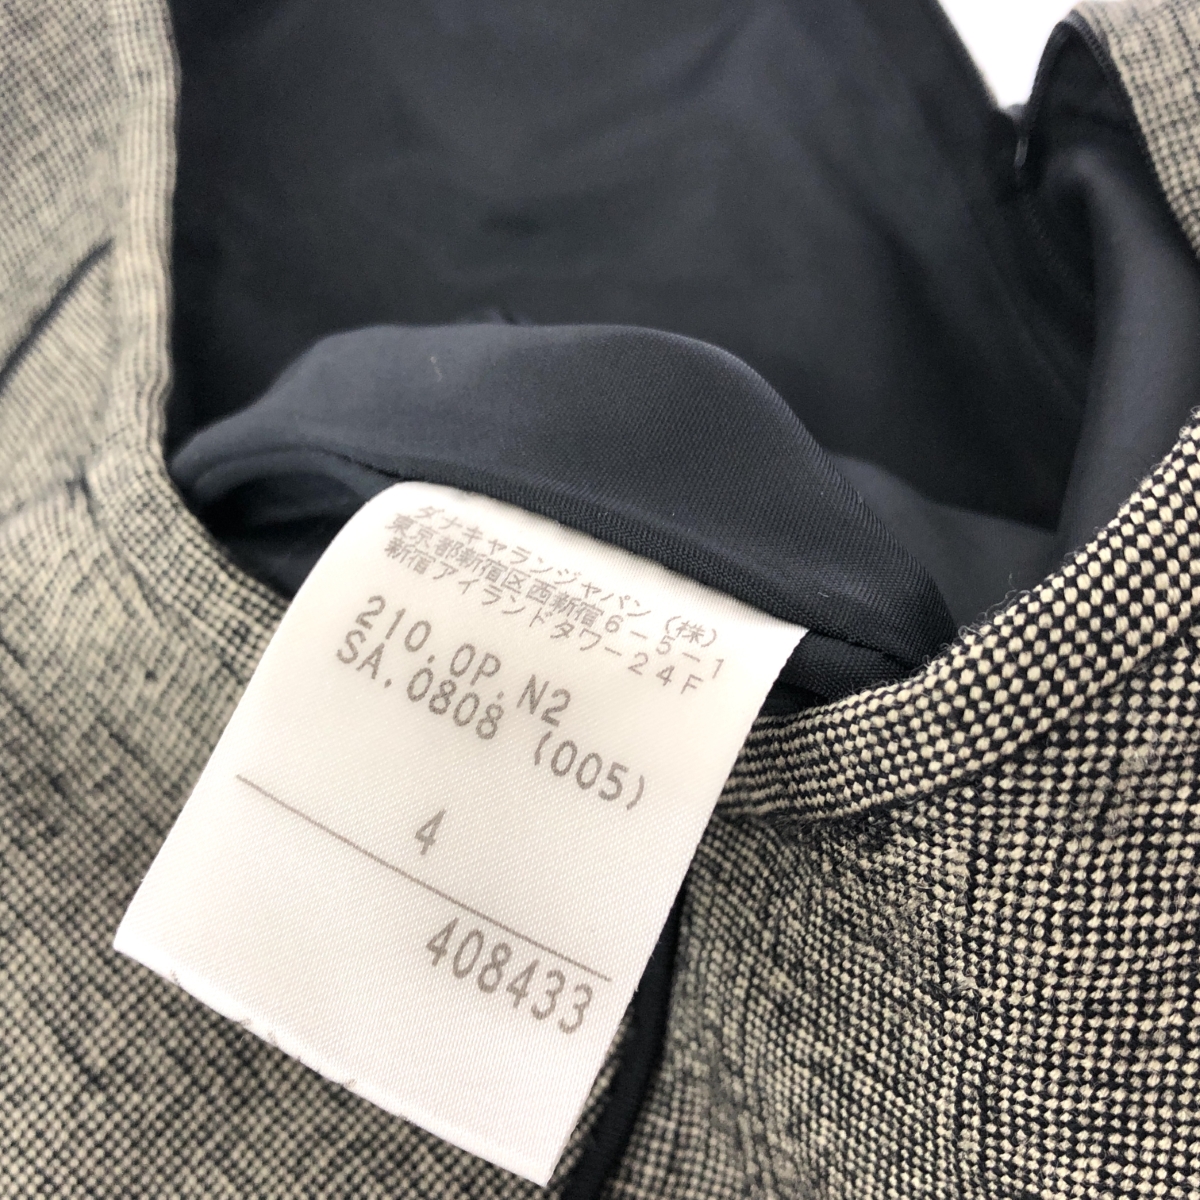 ダナキャランジャパン（株）
東京都新宿区西新宿６－５－１
新宿アイランドタワー２４Ｆ
210.OP.N2
SA.0808 (005)
4
408433